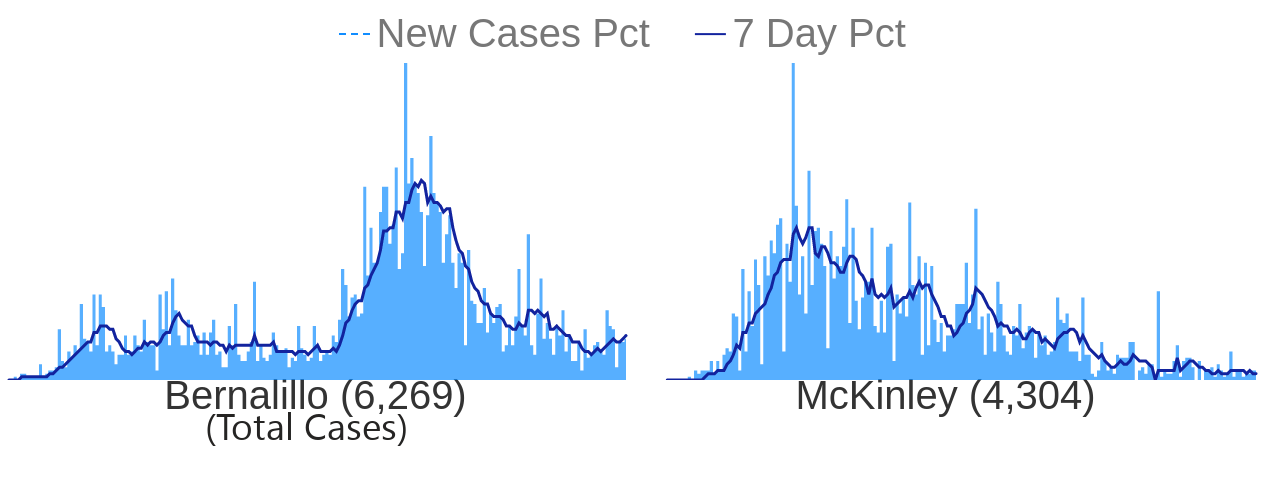 New Cases Pct 7 Day Pct
Bernalillo (6,269) McKinley (4,304)
(Total Cases)